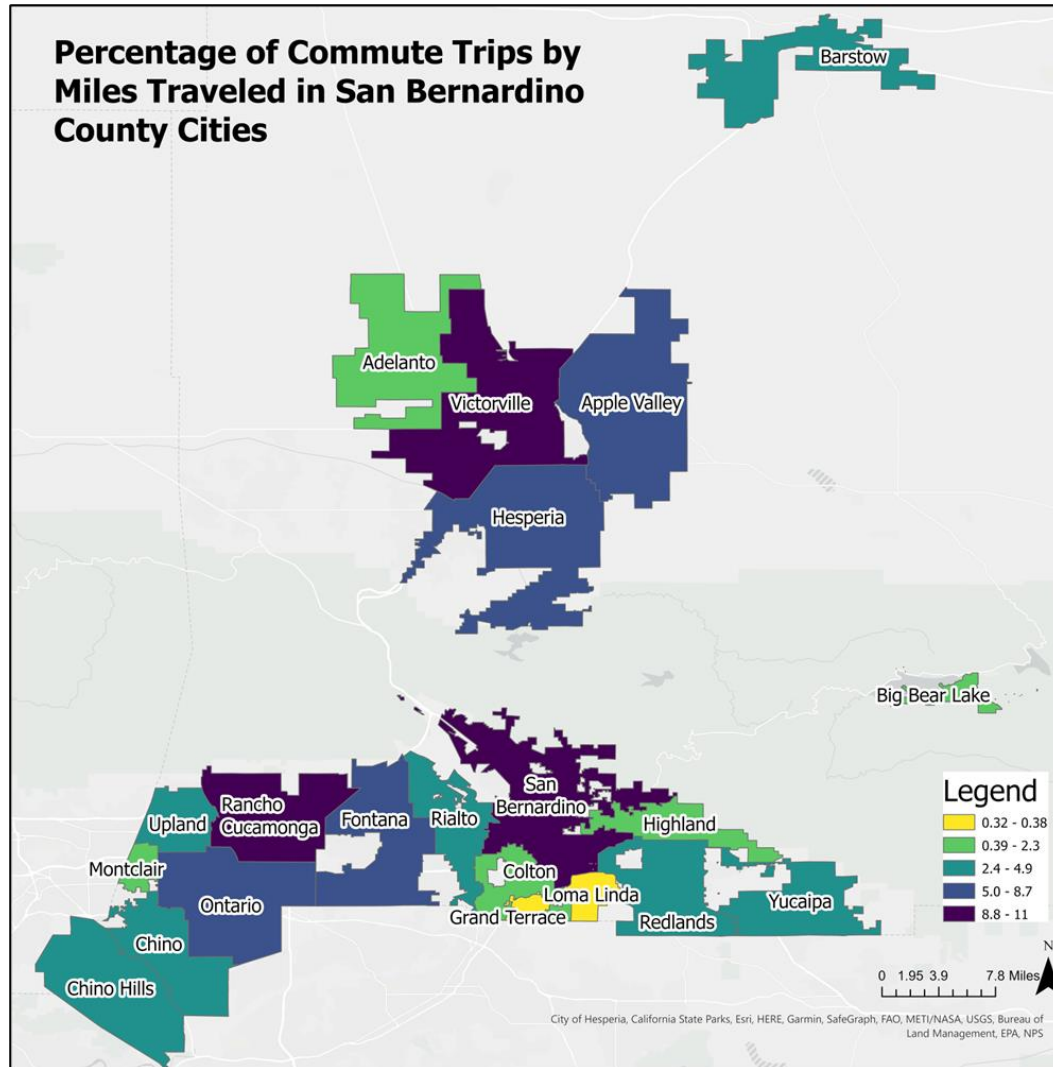 Percentage of Commute Trips by
Miles Traveled in San Bernardino
County Cities
Barstow
Adelanto
Victorville
Apple Valley
Hesperia
Big Bear Lake
San
Bernardino
Rancho
Cucamonga
Fontana
Rialto
Upland
Highland
Montclair
Colton
Loma Linda
Ontario
Grand Terrace
Redlands
Yucaipa
Chino
Chino Hills
Legend
0.32 - 0.38
0.39 - 2.3
2.4 - 4.9
5.0 - 8.7
8.8 - 11
N
0 1.95 3.9 7.8 Miles
City of Hesperia, California State Parks, Esri, HERE, Garmin, SafeGraph, FAO, METI/NASA, USGS, Bureau of
Land Management, EPA, NPS